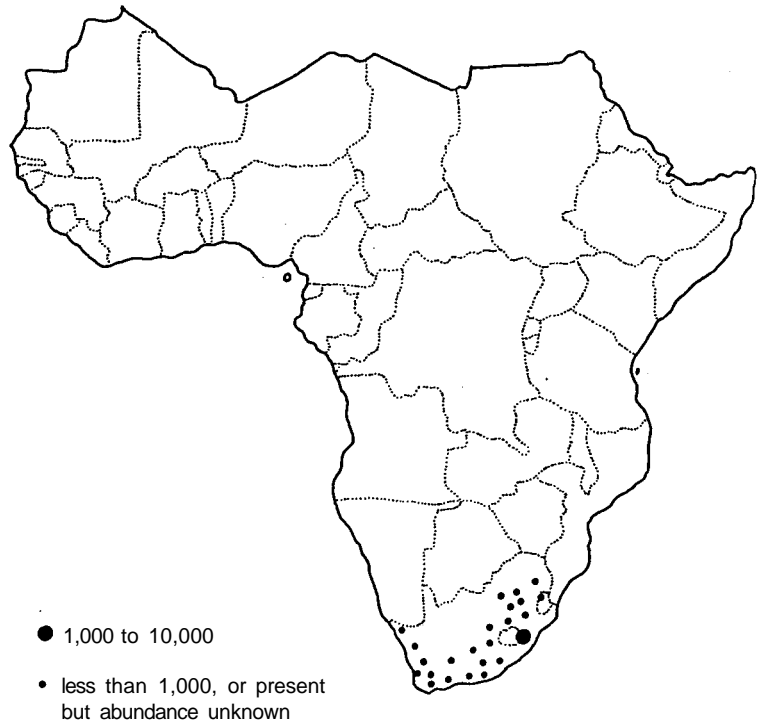 1,000 to 10,000
less than 1,000, or present
but abundance unknown